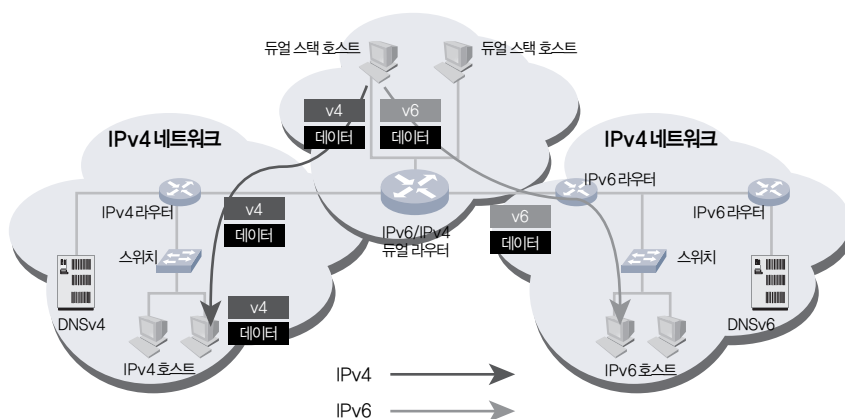 듀얼 스택 호스트
듀얼 스택 호스트
v4
데이터
v6
데이터
IPv4 네트워크
IPv4 네트워크
IPv4 라우터
v4
데이터
IPv6/IPv4
듀얼 라우터
v6
데이터
IPv6 라우터
IPv6 라우터
스위치
스위치
DNSv4
v4
데이터
IPv4 호스트
IPv6 호스트
DNSv6
IPv4
IPv6